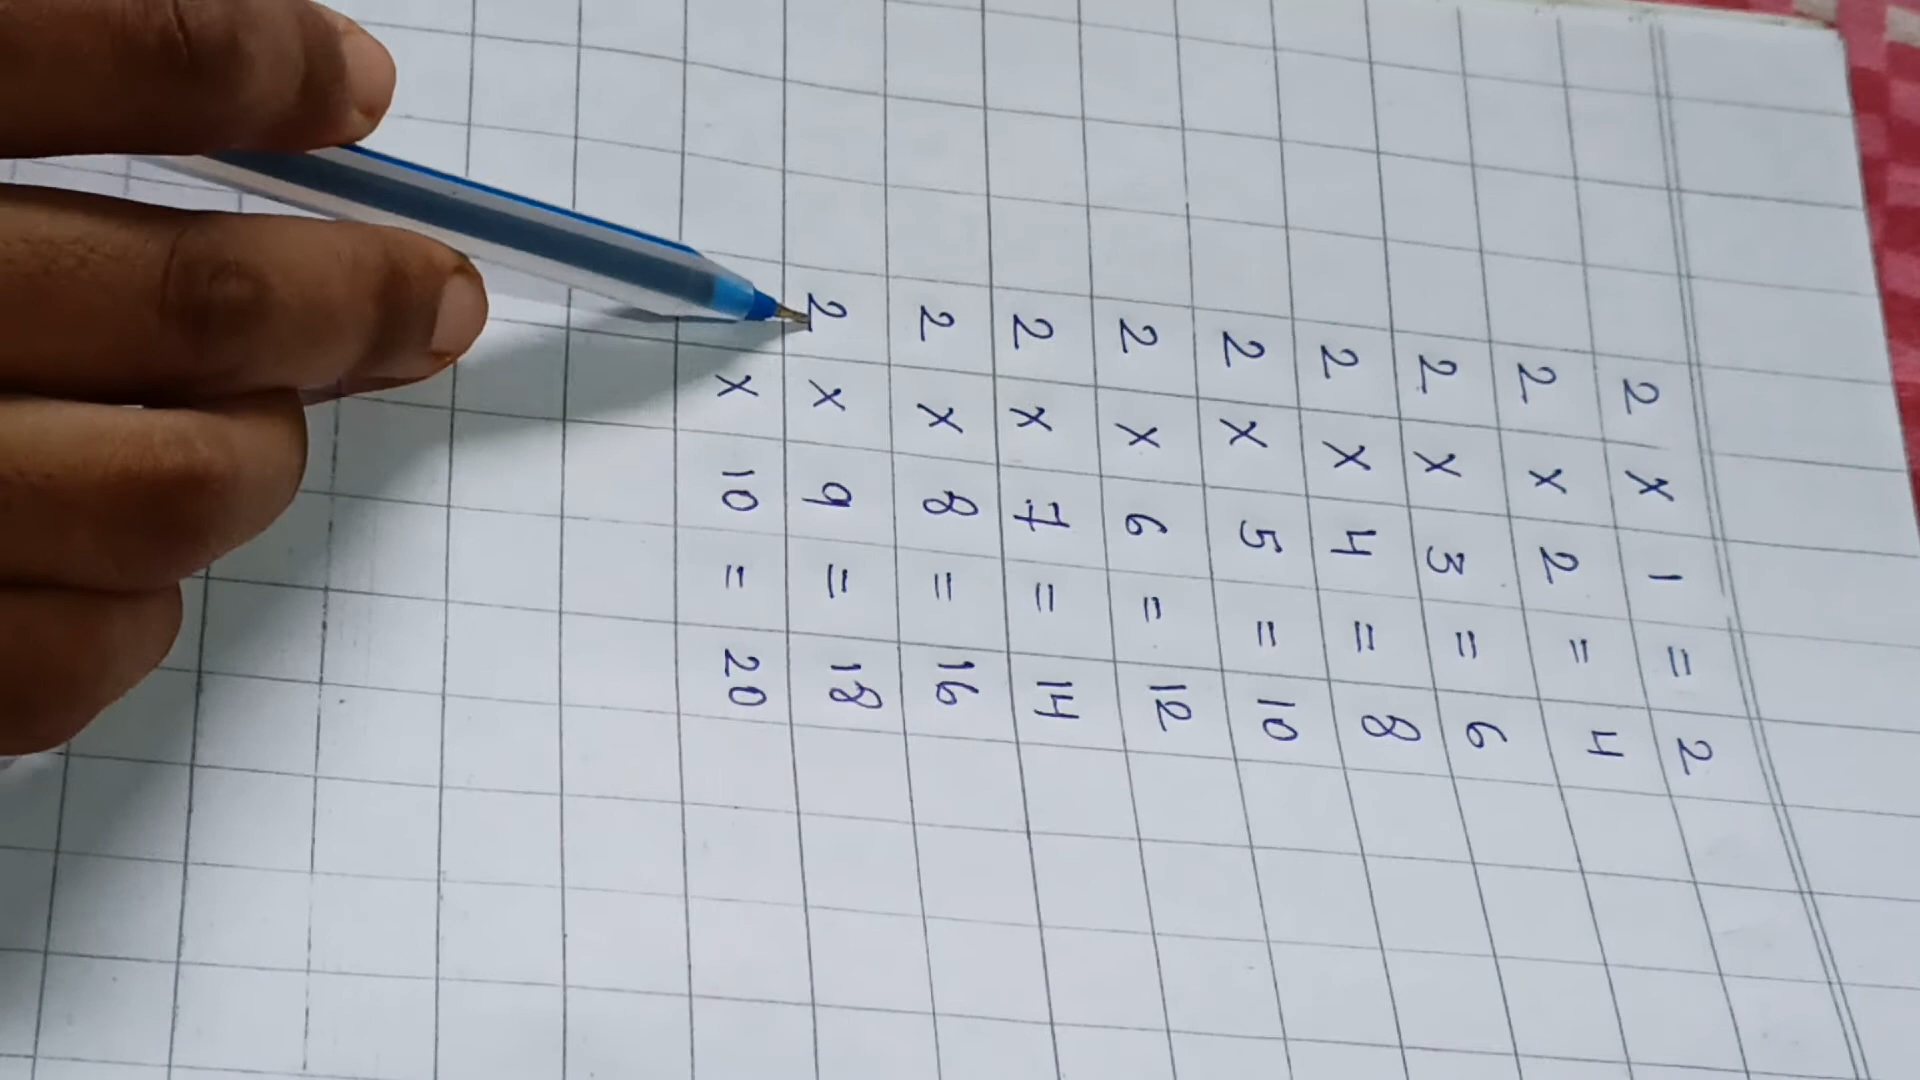 2 x 1 = 2
2 x 2 = 4
2 x 3 = 6
2 x 4 = 8
2 x 5 = 10
2 x 6 = 12
2 x 7 = 14
2 x 8 = 16
2 x 9 = 18
x 10 = 20